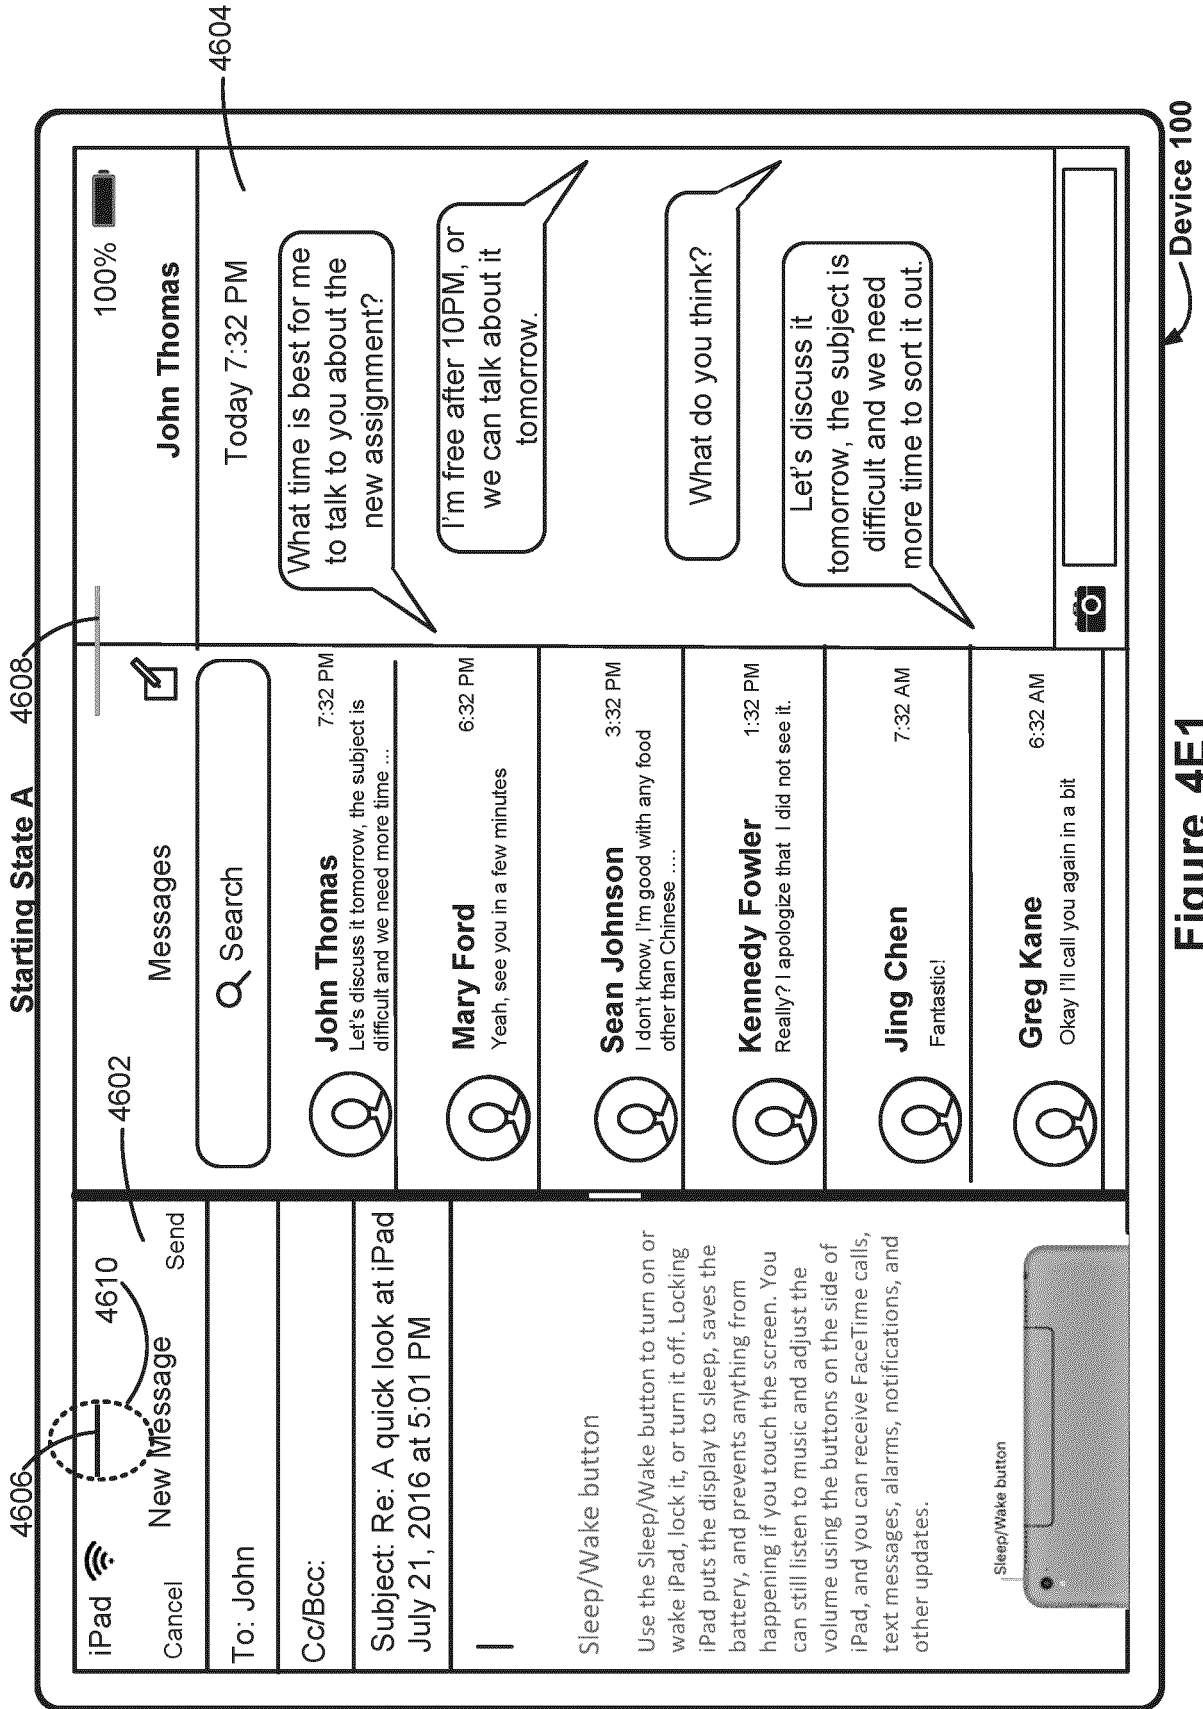 Starting State A
4606
4610
4602
4608
4604
iPad
100%
Cancel
New Message
Send
To: John
Cc/Bcc:
Subject: Re: A quick look at iPad
July 21, 2016 at 5:01 PM
Sleep/Wake button
Use the Sleep/Wake button to turn on or
wake iPad, lock it, or turn it off. Locking
iPad puts the display to sleep, saves the
battery, and prevents anything from
happening if you touch the screen. You
can still listen to music and adjust the
volume using the buttons on the side of
iPad, and you can receive FaceTime calls,
text messages, alarms, notifications, and
other updates.
Sleep/Wake button
Messages
Search
John Thomas
7:32 PM
Let's discuss it tomorrow, the subject is
difficult and we need more time ...
Mary Ford
6:32 PM
Yeah, see you in a few minutes
Sean Johnson
3:32 PM
I don't know, I'm good with any food
other than Chinese ....
Kennedy Fowler
1:32 PM
Really? I apologize that I did not see it.
Jing Chen
7:32 AM
Fantastic!
Greg Kane
6:32 AM
Okay I'll call you again in a bit
John Thomas
Today 7:32 PM
What time is best for me
to talk to you about the
new assignment?
I'm free after 10PM, or
we can talk about it
tomorrow.
What do you think?
Let's discuss it
tomorrow, the subject is
difficult and we need
more time to sort it out.
Device 100
Figure 4E1